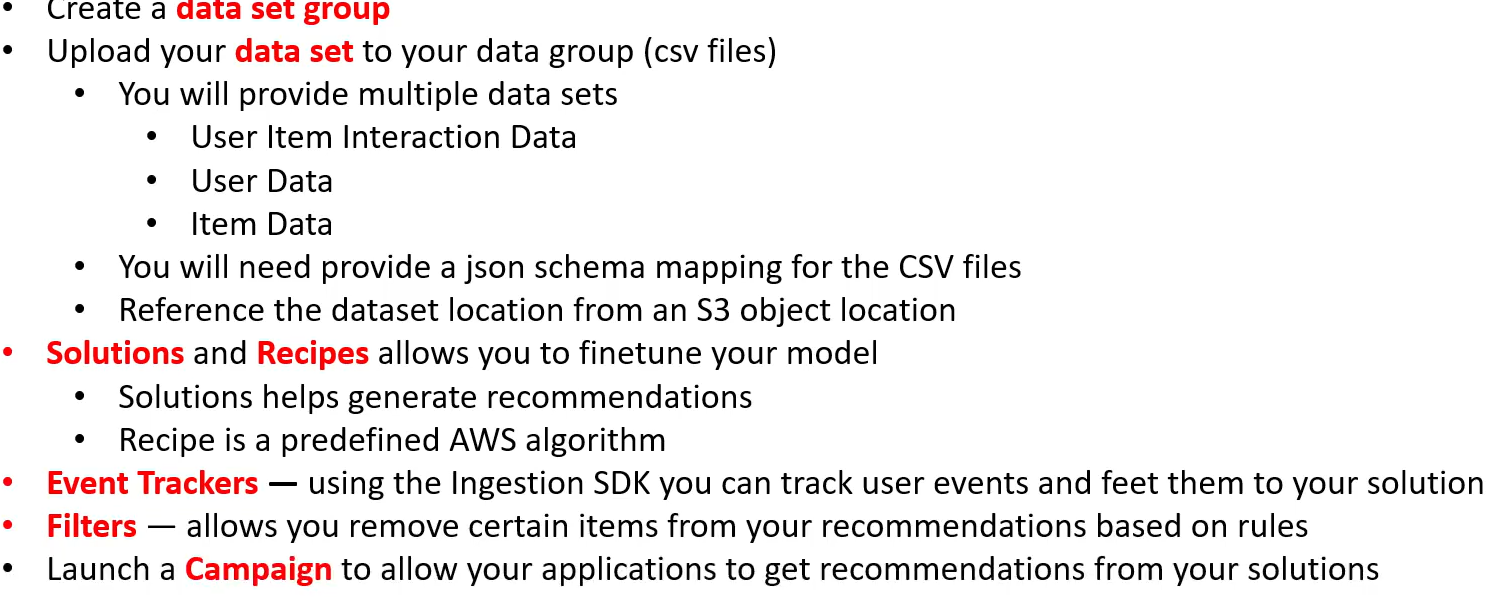 • Create a data set group
• Upload your data set to your data group (csv files)
• You will provide multiple data sets
• User Item Interaction Data
• User Data
• Item Data
• You will need provide a json schema mapping for the CSV files
• Reference the dataset location from an S3 object location
• Solutions and Recipes allows you to finetune your model
• Solutions helps generate recommendations
• Recipe is a predefined AWS algorithm
• Event Trackers — using the Ingestion SDK you can track user events and feet them to your solution
• Filters — allows you remove certain items from your recommendations based on rules
• Launch a Campaign to allow your applications to get recommendations from your solutions